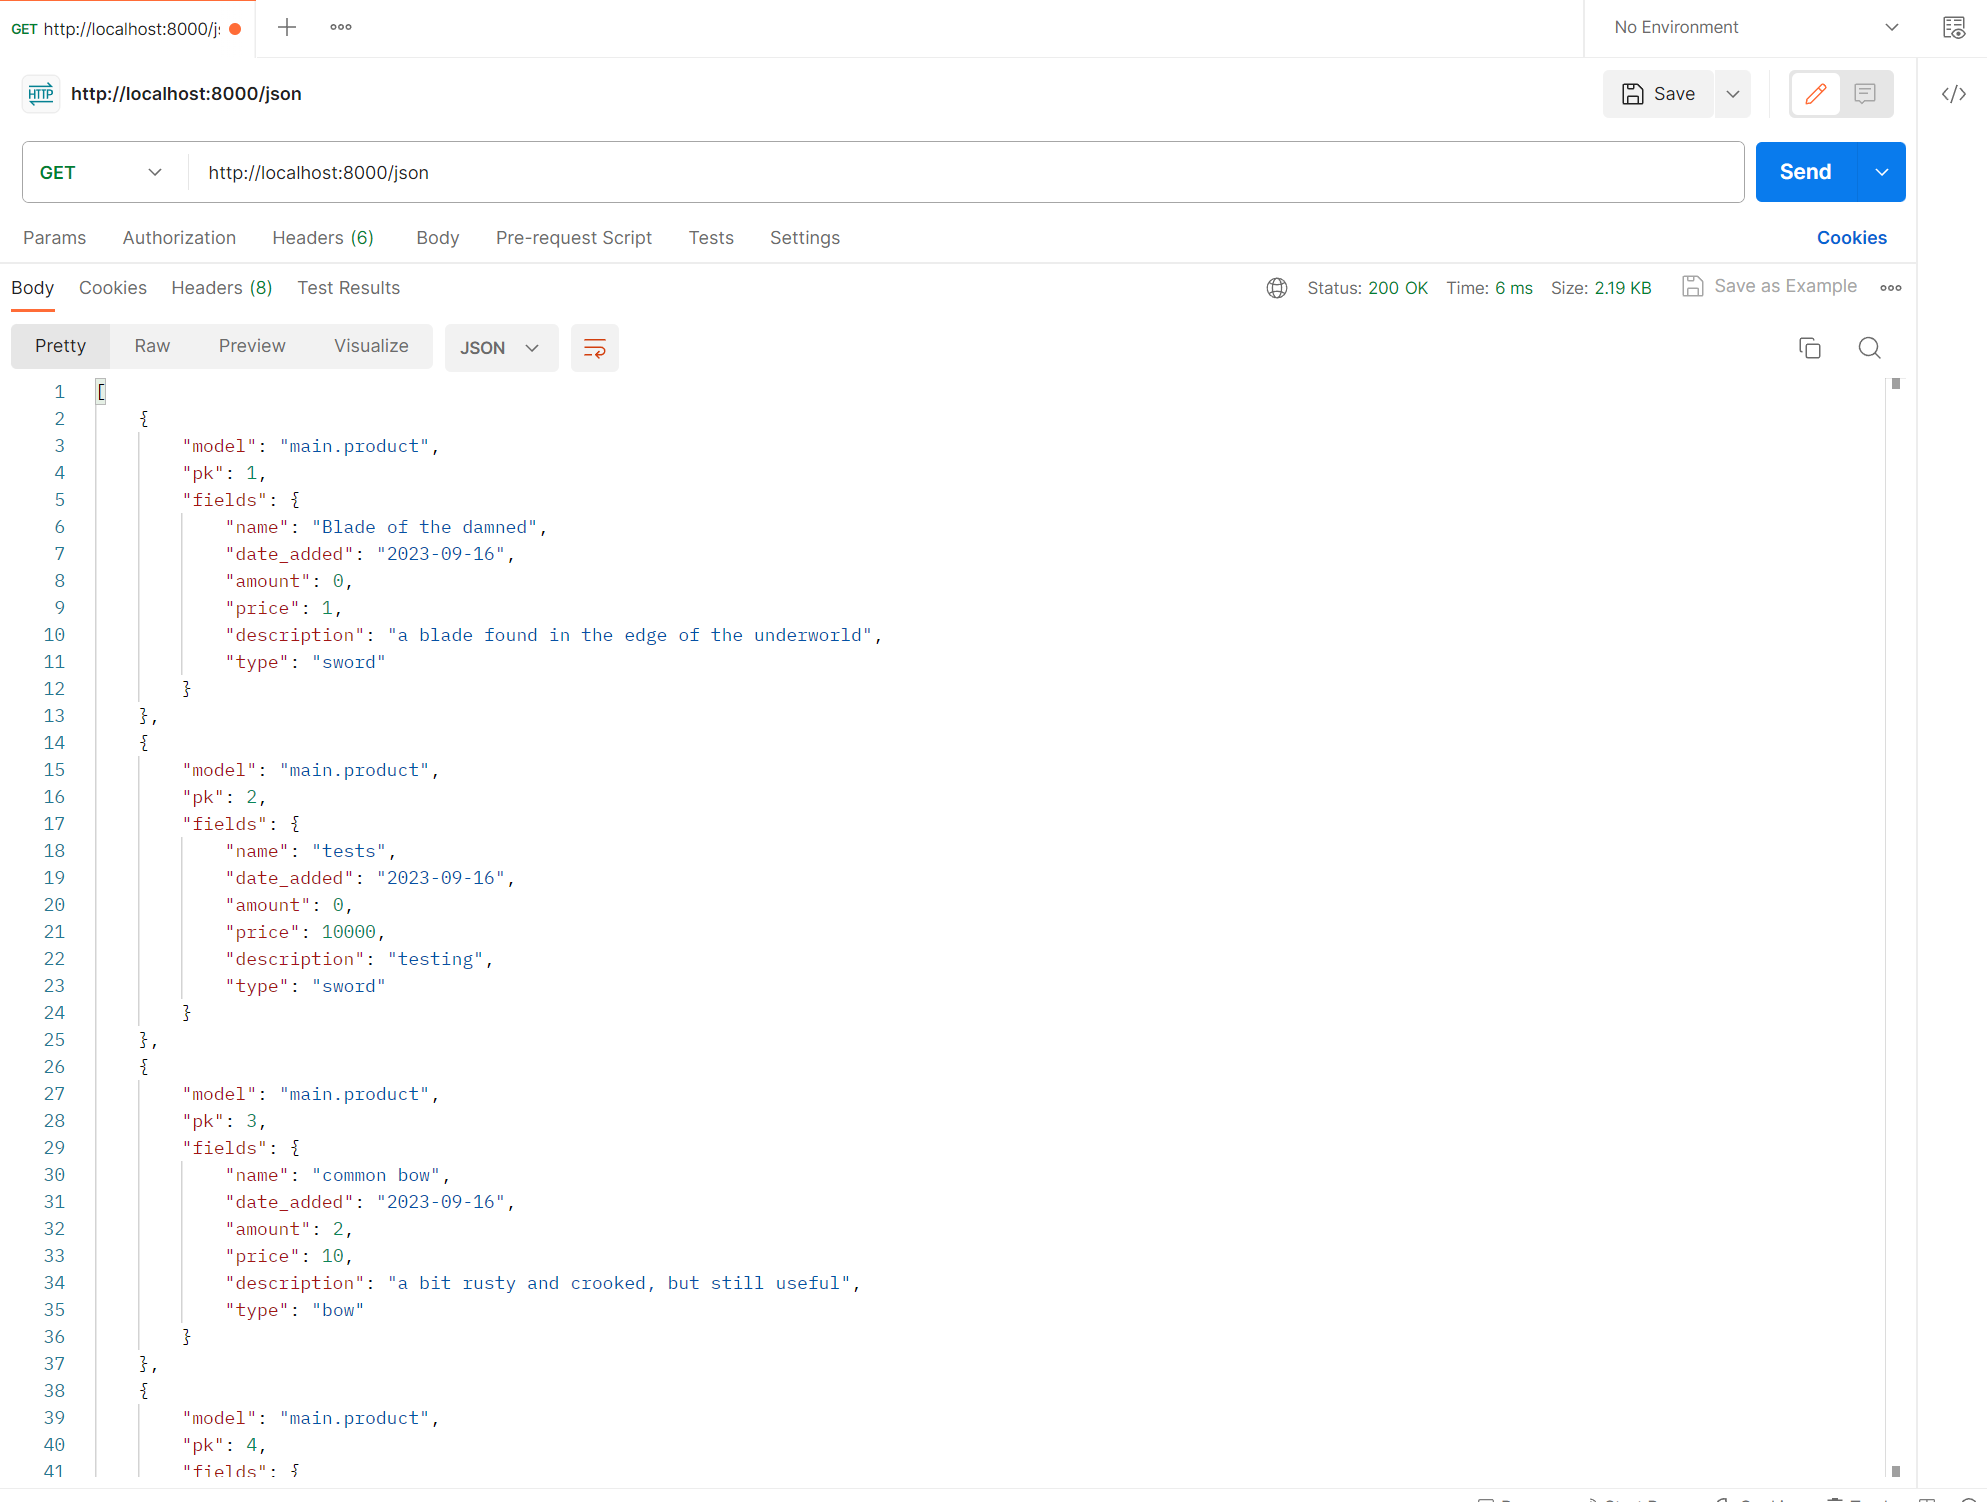 GET http://localhost:8000/j
No Environment
HTTP http://localhost:8000/json
Save
GET http://localhost:8000/json
Send
Params Authorization Headers (6) Body Pre-request Script Tests Settings Cookies
Body Cookies Headers (8) Test Results Status: 200 OK Time: 6 ms Size: 2.19 KB Save as Example
Pretty Raw Preview Visualize JSON
1 [
2 {
3 "model": "main.product",
4 "pk": 1,
5 "fields": {
6 "name": "Blade of the damned",
7 "date_added": "2023-09-16",
8 "amount": 0,
9 "price": 1,
10 "description": "a blade found in the edge of the underworld",
11 "type": "sword"
12 }
13 },
14 {
15 "model": "main.product",
16 "pk": 2,
17 "fields": {
18 "name": "tests",
19 "date_added": "2023-09-16",
20 "amount": 0,
21 "price": 10000,
22 "description": "testing",
23 "type": "sword"
24 }
25 },
26 {
27 "model": "main.product",
28 "pk": 3,
29 "fields": {
30 "name": "common bow",
31 "date_added": "2023-09-16",
32 "amount": 2,
33 "price": 10,
34 "description": "a bit rusty and crooked, but still useful",
35 "type": "bow"
36 }
37 },
38 {
39 "model": "main.product",
40 "pk": 4,
41 "fields": {